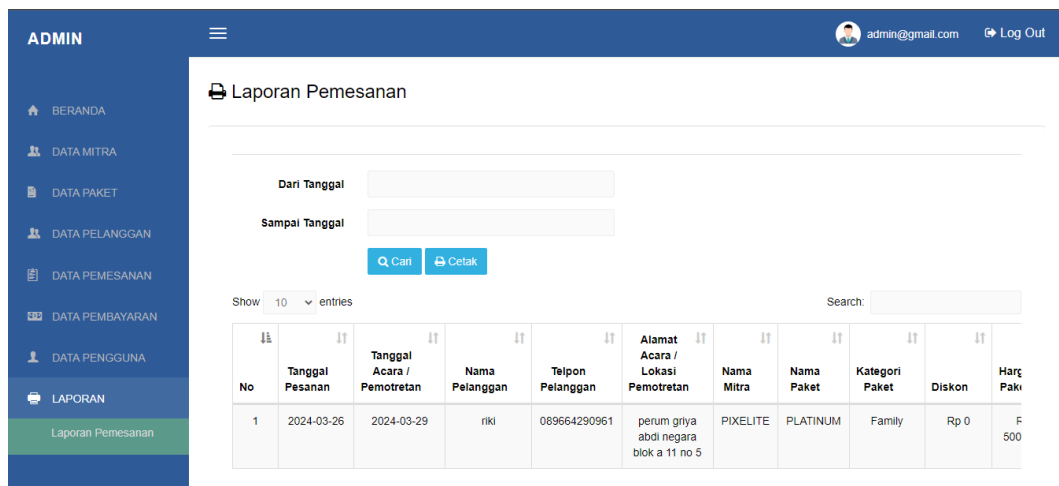 ADMIN
admin@gmail.com Log Out
BERANDA
DATA MITRA
DATA PAKET
DATA PELANGGAN
DATA PEMESANAN
DATA PEMBAYARAN
DATA PENGGUNA
LAPORAN
Laporan Pemesanan
Laporan Pemesanan
Dari Tanggal
Sampai Tanggal
Cari Cetak
Show 10 entries Search:
No
Tanggal
Pesanan
Tanggal
Acara /
Pemotretan
Nama
Pelanggan
Telpon
Pelanggan
Alamat
Acara /
Lokasi
Pemotretan
Nama
Mitra
Nama
Paket
Kategori
Paket
Diskon
1
2024-03-26
2024-03-29
riki
089664290961
perum griya
abdi negara
blok a 11 no 5
PIXELITE
PLATINUM
Family
Rp 0
500